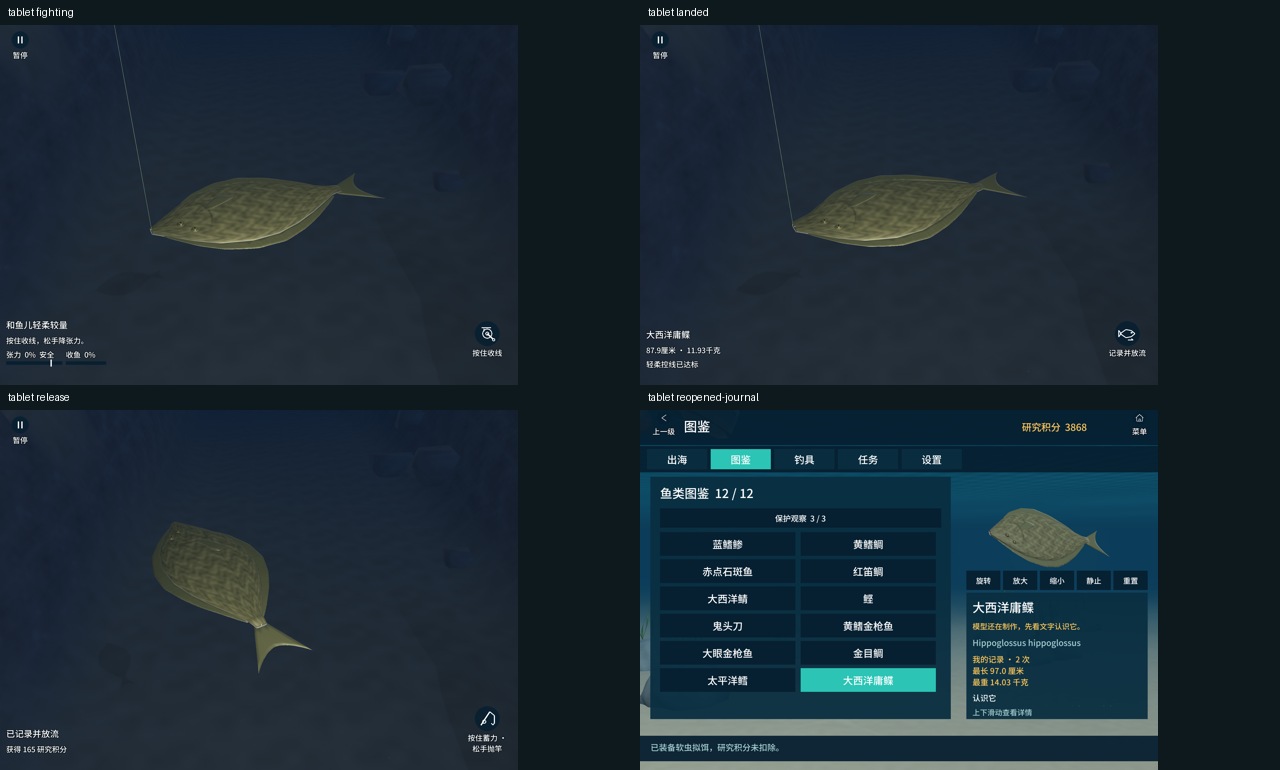 tablet fighting
暂停
和鱼儿轻柔较量
按住收线，松手降张力。
张力 0% 安全 收鱼 0%
按住收线
tablet landed
暂停
大西洋庸鲽
87.9厘米 · 11.93千克
轻柔控线已达标
记录并放流
tablet release
暂停
已记录并放流
获得 165 研究积分
按住蓄力 ·
松手抛竿
tablet reopened-journal
上一级
图鉴
研究积分 3868
菜单
出海 图鉴 钓具 任务 设置
鱼类图鉴 12 / 12
保护观察 3 / 3
蓝鳍鲹 黄鳍鲷
赤点石斑鱼 红笛鲷
大西洋鲭 鲣
鬼头刀 黄鳍金枪鱼
大眼金枪鱼 金目鲷
太平洋鳕 大西洋庸鲽
旋转 放大 缩小 静止 重置
大西洋庸鲽
模型还在制作，先看文字认识它。
Hippoglossus hippoglossus
我的记录 · 2 次
最长 97.0 厘米
最重 14.03 千克
认识它
上下滑动查看详情
已装备软虫拟饵，研究积分未扣除。